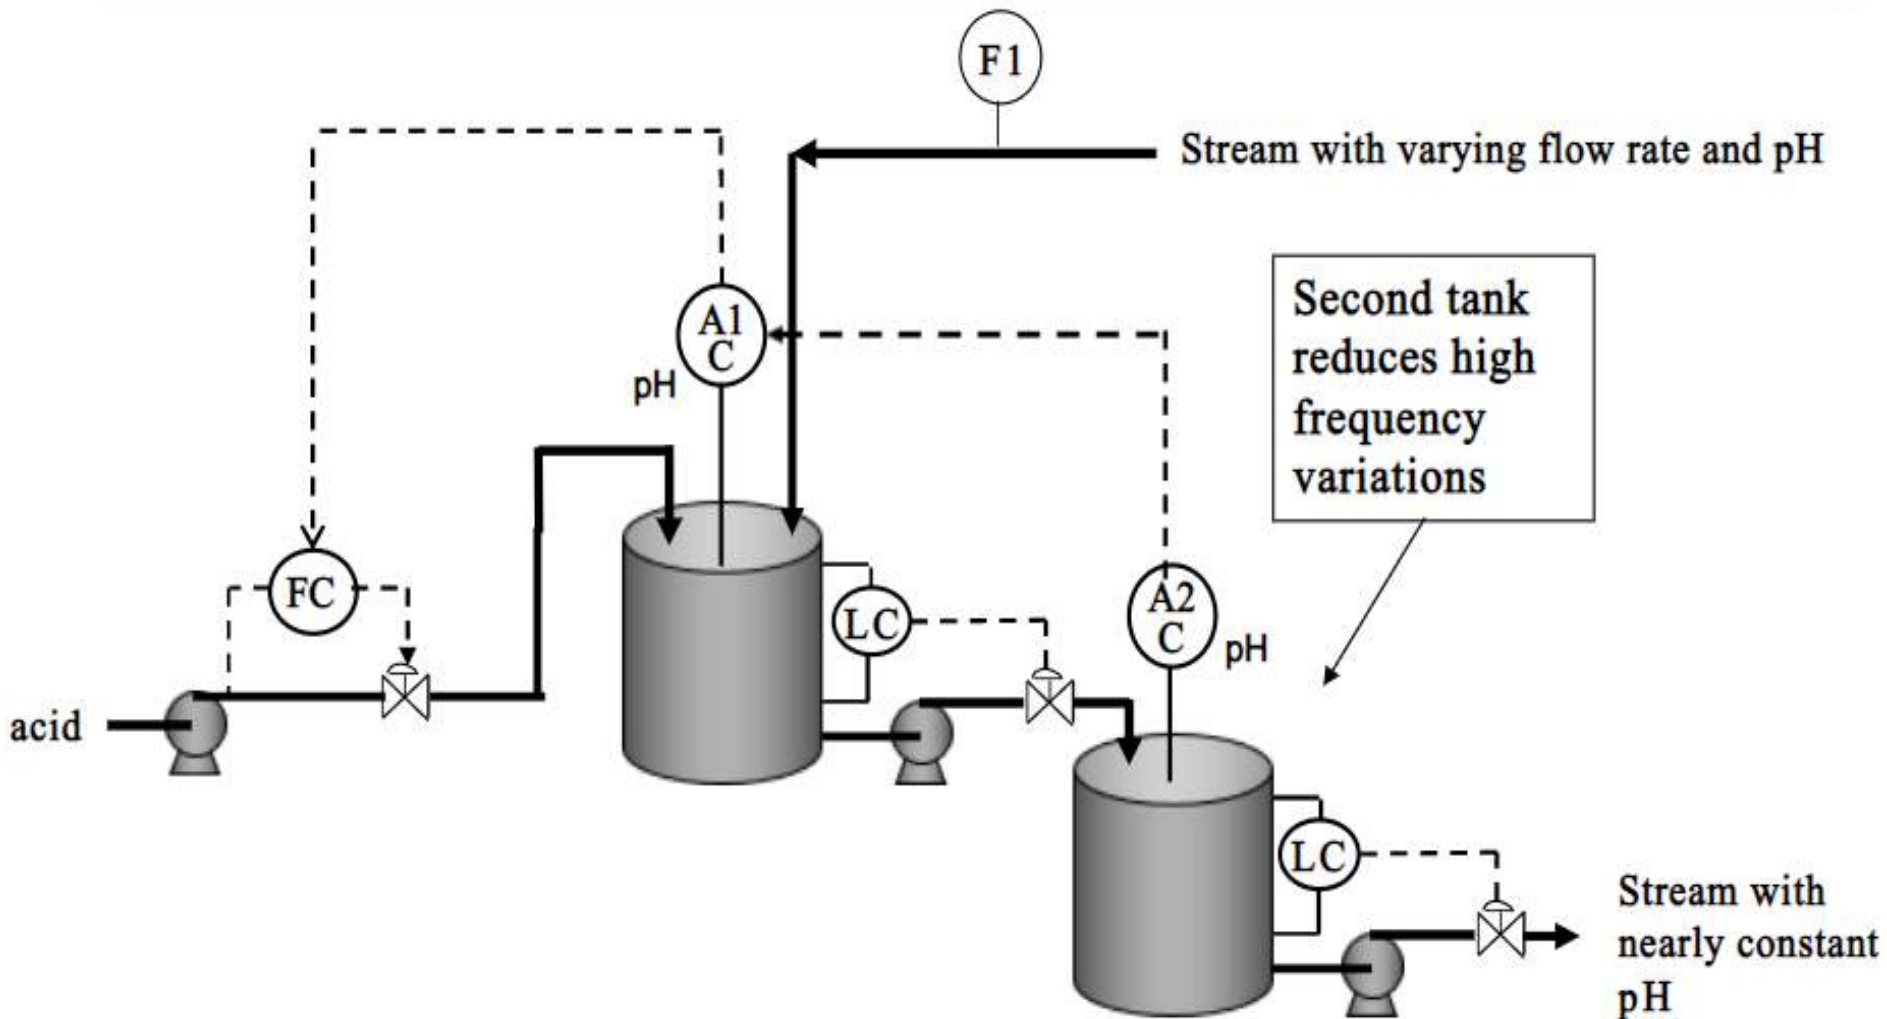 F1
Stream with varying flow rate and pH
A1
C
pH
Second tank
reduces high
frequency
variations
FC
LC
A2
C
pH
acid
LC
Stream with
nearly constant
pH